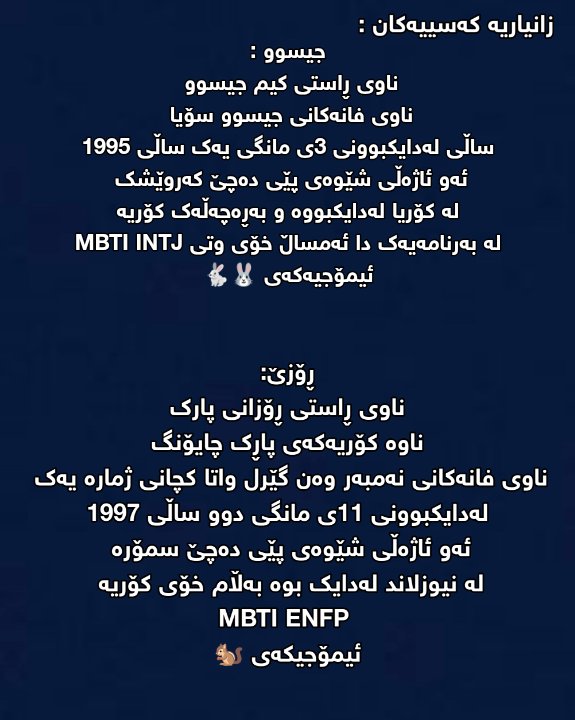 زانیاریه کەسییەکان :
جیسوو :
ناوی ڕاستی کیم جیسوو
ناوی فانەکانی جیسوو سۆیا
ساڵی لەدایکبوونی 3ی مانگی یەک ساڵی 1995
ئەو ئاژەڵی شێوەی پێی دەچێ کەروێشک
لە کۆریا لەدایکبووە و بەڕەچەڵەک کۆریە
لە بەرنامەیەک دا ئەمساڵ خۆی وتی MBTI INTJ
ئیمۆجیەکەی 🐰🐇
ڕۆزێ:
ناوی ڕاستی ڕۆزانی پارک
ناوە کۆریەکەی پاڕک چایۆنگ
ناوی فانەکانی نەمبەر وەن گێرل واتا کچانی ژمارە یەک
لەدایکبوونی 11ی مانگی دوو ساڵی 1997
ئەو ئاژەڵی شێوەی پێی دەچێ سمۆرە
لە نیوزلاند لەدایک بوە بەڵام خۆی کۆریە
MBTI ENFP
ئیمۆجیکەی 🐿️